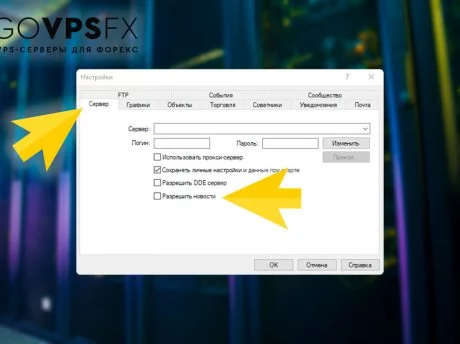 GOVPSFX
VPS-СЕРВЕРЫ ДЛЯ ФОРЕКС
Настройки
? ×
FTP События Сообщество
Сервер Графики Объекты Торговля Советники Уведомления Почта
Сервер:
Логин: Пароль: Изменить
Использовать прокси-сервер Прокси...
Сохранять личные настройки и данные при
Разрешить DDE сервер
Разрешить новости
OK Отмена Справка